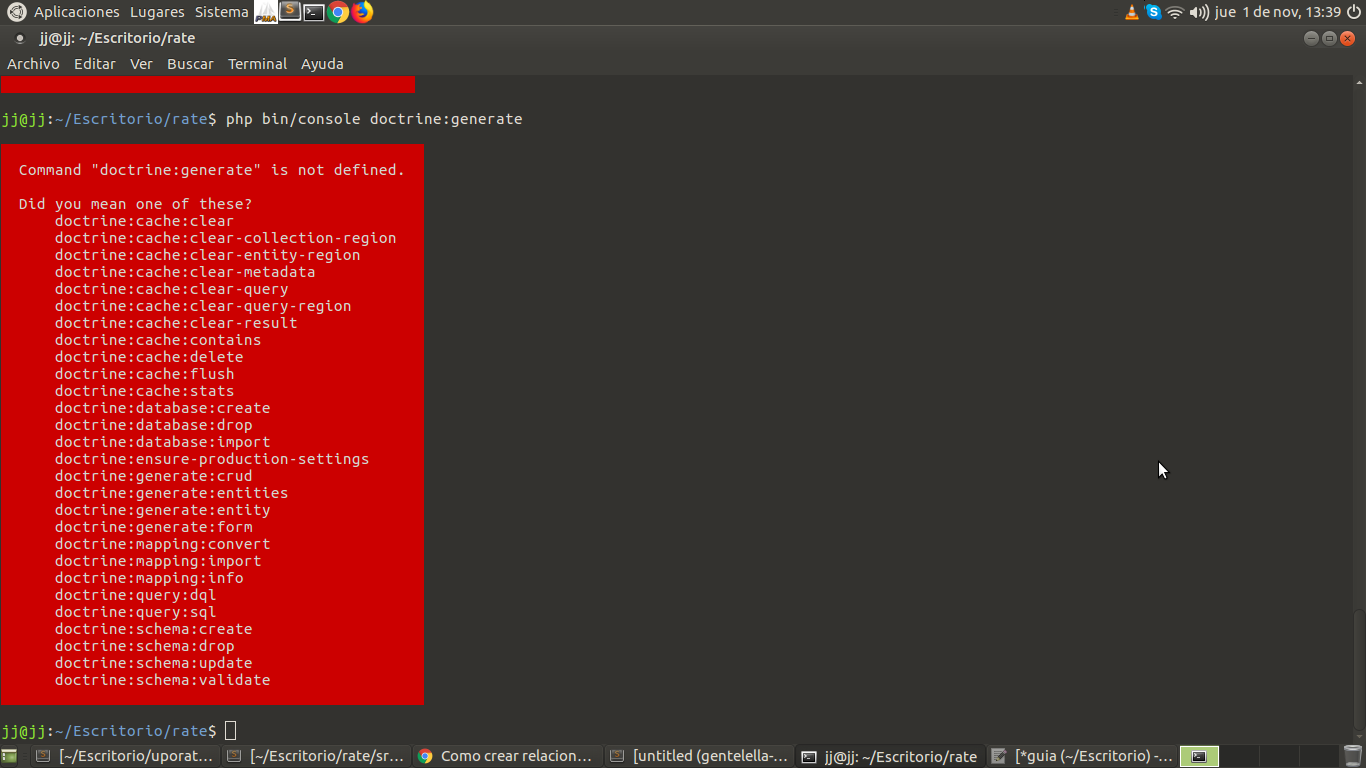 Aplicaciones Lugares Sistema PMA jue 1 de nov, 13:39
jj@jj: ~/Escritorio/rate
Archivo Editar Ver Buscar Terminal Ayuda
jj@jj:~/Escritorio/rate$ php bin/console doctrine:generate
Command "doctrine:generate" is not defined.
Did you mean one of these?
doctrine:cache:clear
doctrine:cache:clear-collection-region
doctrine:cache:clear-entity-region
doctrine:cache:clear-metadata
doctrine:cache:clear-query
doctrine:cache:clear-query-region
doctrine:cache:clear-result
doctrine:cache:contains
doctrine:cache:delete
doctrine:cache:flush
doctrine:cache:stats
doctrine:database:create
doctrine:database:drop
doctrine:database:import
doctrine:ensure-production-settings
doctrine:generate:crud
doctrine:generate:entities
doctrine:generate:entity
doctrine:generate:form
doctrine:mapping:convert
doctrine:mapping:import
doctrine:mapping:info
doctrine:query:dql
doctrine:query:sql
doctrine:schema:create
doctrine:schema:drop
doctrine:schema:update
doctrine:schema:validate
jj@jj:~/Escritorio/rate$
[~/Escritorio/uporat... [~/Escritorio/rate/sr... Como crear relacion... [untitled (gentelella-... jj@jj: ~/Escritorio/rate [*guia (~/Escritorio) -...